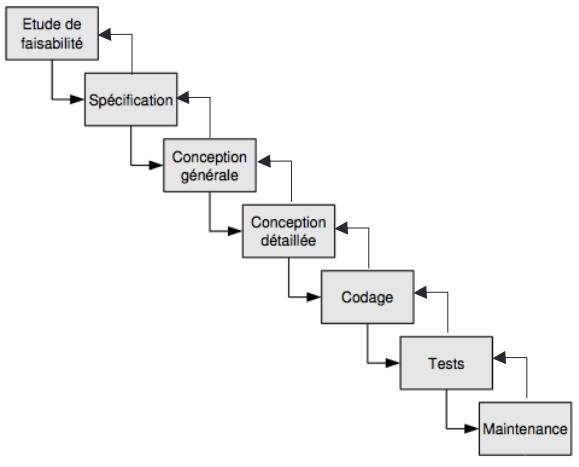 Etude de
faisabilité
Spécification
Conception
générale
Conception
détaillée
Codage
Tests
Maintenance